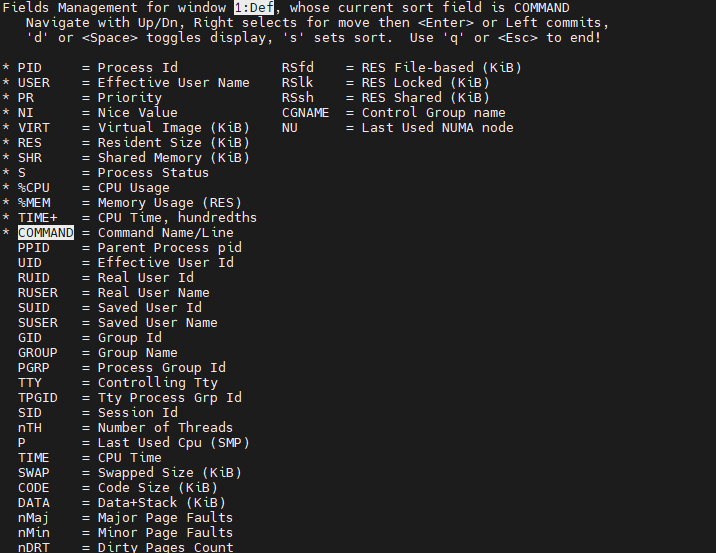 Fields Management for window 1:Def, whose current sort field is COMMAND
   Navigate with Up/Dn, Right selects for move then <Enter> or Left commits,
   'd' or <Space> toggles display, 's' sets sort.  Use 'q' or <Esc> to end!

* PID     = Process Id             RSfd    = RES File-based (KiB)
* USER    = Effective User Name    RSlk    = RES Locked (KiB)
* PR      = Priority               RSsh    = RES Shared (KiB)
* NI      = Nice Value             CGNAME  = Control Group name
* VIRT    = Virtual Image (KiB)    NU      = Last Used NUMA node
* RES     = Resident Size (KiB)
* SHR     = Shared Memory (KiB)
* S       = Process Status
* %CPU    = CPU Usage
* %MEM    = Memory Usage (RES)
* TIME+   = CPU Time, hundredths
* COMMAND = Command Name/Line
  PPID    = Parent Process pid
  UID     = Effective User Id
  RUID    = Real User Id
  RUSER   = Real User Name
  SUID    = Saved User Id
  SUSER   = Saved User Name
  GID     = Group Id
  GROUP   = Group Name
  PGRP    = Process Group Id
  TTY     = Controlling Tty
  TPGID   = Tty Process Grp Id
  SID     = Session Id
  nTH     = Number of Threads
  P       = Last Used Cpu (SMP)
  TIME    = CPU Time
  SWAP    = Swapped Size (KiB)
  CODE    = Code Size (KiB)
  DATA    = Data+Stack (KiB)
  nMaj    = Major Page Faults
  nMin    = Minor Page Faults
  nDRT    = Dirty Pages Count